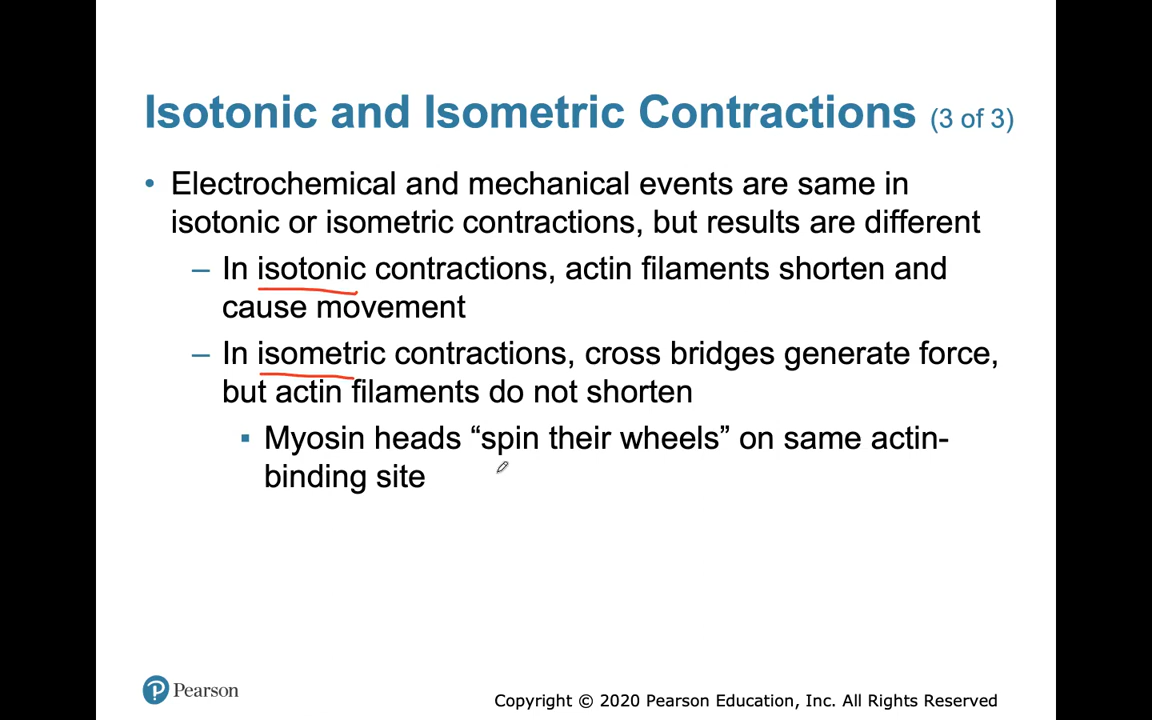 Isotonic and Isometric Contractions (3 of 3)
• Electrochemical and mechanical events are same in
isotonic or isometric contractions, but results are different
– In isotonic contractions, actin filaments shorten and
cause movement
– In isometric contractions, cross bridges generate force,
but actin filaments do not shorten
▪ Myosin heads “spin their wheels” on same actin-
binding site
Pearson
Copyright © 2020 Pearson Education, Inc. All Rights Reserved